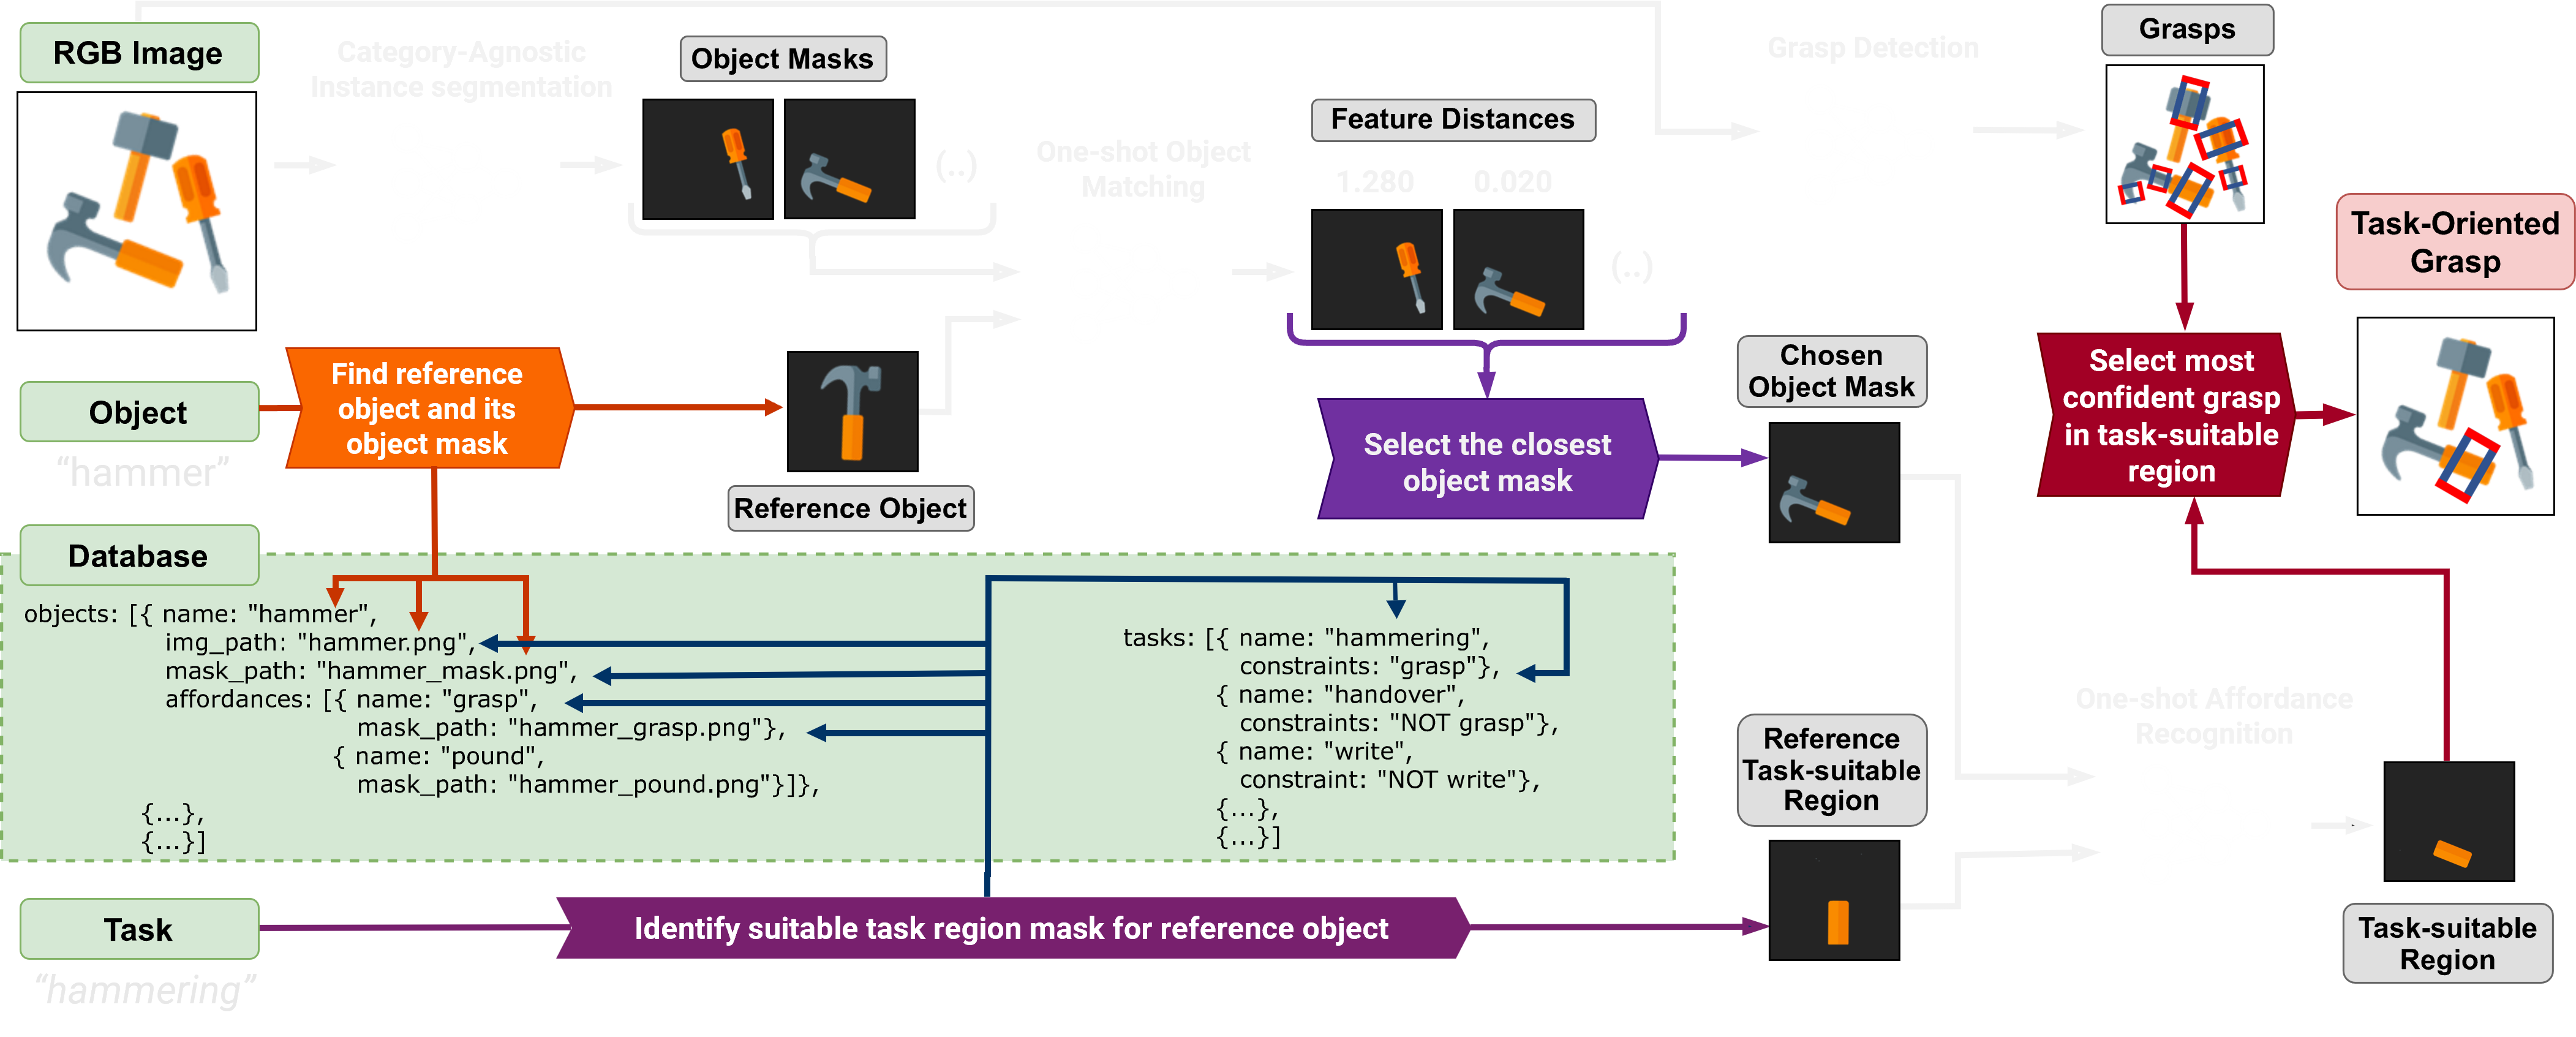 RGB Image
Category-Agnostic
Instance segmentation
Object Masks
(..)
One-shot Object
Matching
Feature Distances
1.280 0.020
(..)
Grasp Detection
Grasps
Task-Oriented
Grasp
Object
"hammer"
Find reference
object and its
object mask
Reference Object
Select the closest
object mask
Chosen
Object Mask
Select most
confident grasp
in task-suitable
region
Database
objects: [{ name: "hammer",
img_path: "hammer.png",
mask_path: "hammer_mask.png",
affordances: [{ name: "grasp",
mask_path: "hammer_grasp.png"},
{ name: "pound",
mask_path: "hammer_pound.png"}]},
{...},
{...}]
tasks: [{ name: "hammering",
constraints: "grasp"},
{ name: "handover",
constraints: "NOT grasp"},
{ name: "write",
constraint: "NOT write"},
{...},
{...}]
Reference
Task-suitable
Region
One-shot Affordance
Recognition
Task-suitable
Region
Task
"hammering"
Identify suitable task region mask for reference object